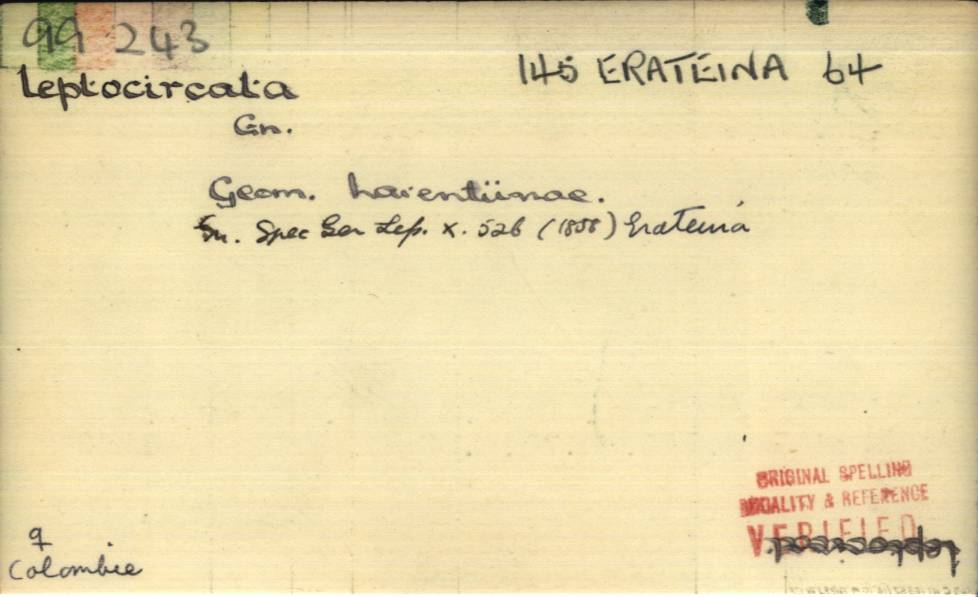 99 243
leptocircata
145 ERATEINA 64
Gn.
Geom. Larentiinae.
Gn. Spec Gen Lep. X. 526 (1858) Erateina
ORIGINAL SPELLING
LOCALITY & REFERENCE
VERIFIED
♀
Colombie